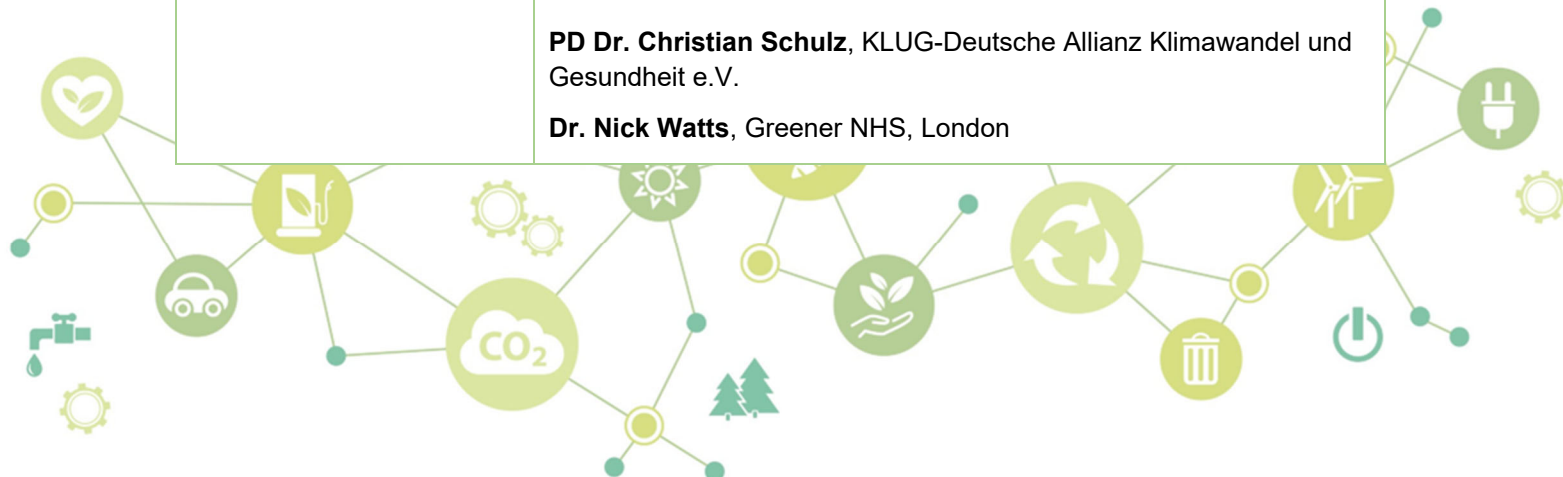 PD Dr. Christian Schulz, KLUG-Deutsche Allianz Klimawandel und
Gesundheit e.V.
Dr. Nick Watts, Greener NHS, London
CO₂